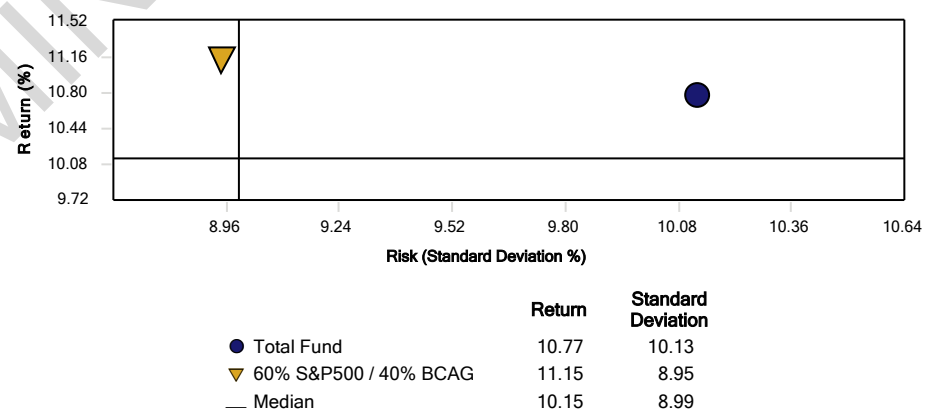 11.52
11.16
10.80
10.44
10.08
9.72
Return (%)
8.96 9.24 9.52 9.80 10.08 10.36 10.64
Risk (Standard Deviation %)
Return Standard Deviation
Total Fund 10.77 10.13
60% S&P500 / 40% BCAG 11.15 8.95
Median 10.15 8.99